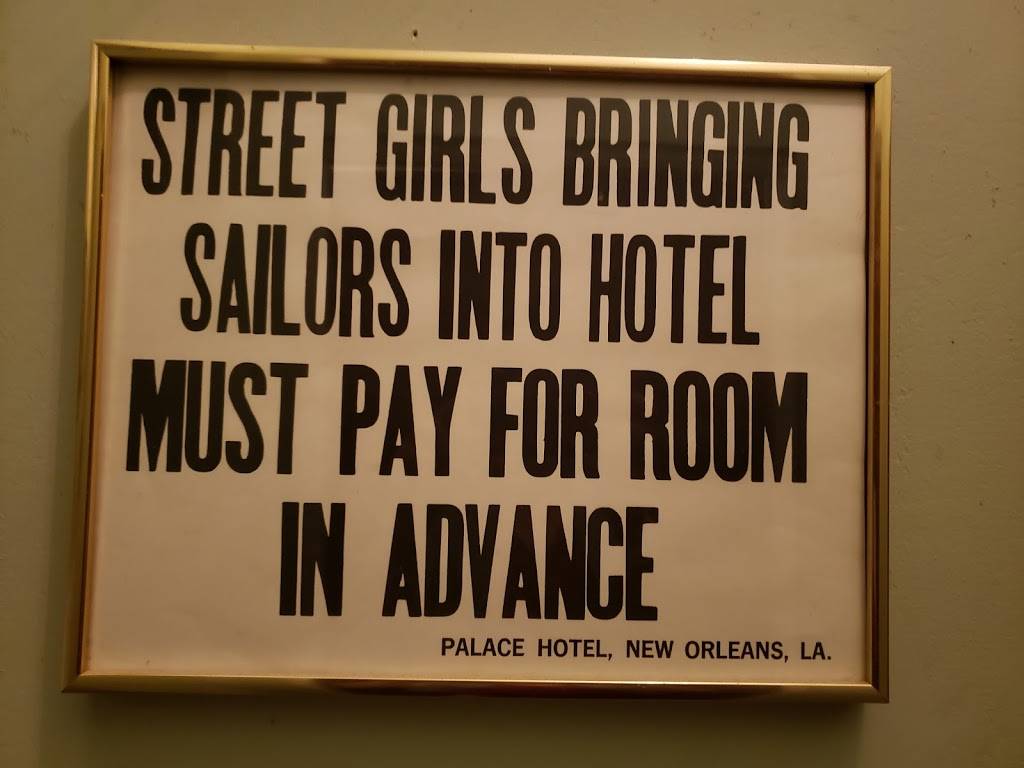 STREET GIRLS BRINGING
SAILORS INTO HOTEL
MUST PAY FOR ROOM
IN ADVANCE
PALACE HOTEL, NEW ORLEANS, LA.